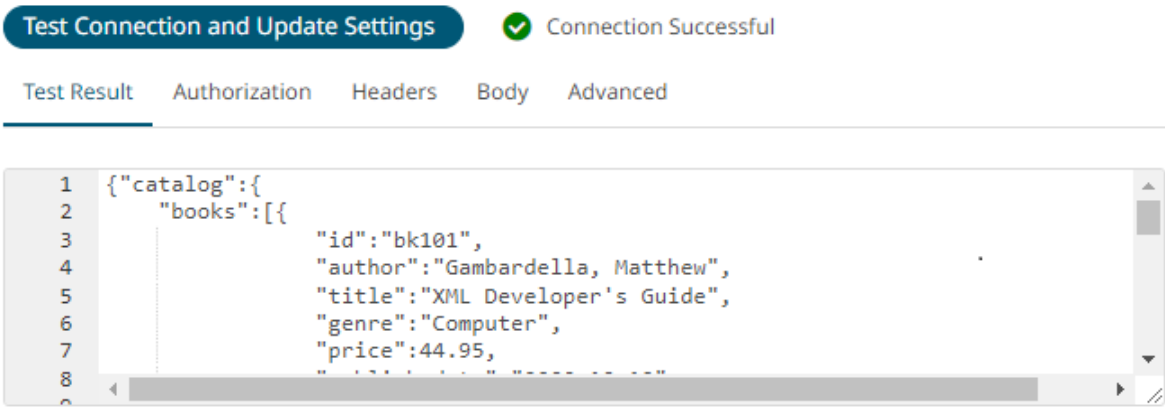 Test Connection and Update Settings Connection Successful
Test Result Authorization Headers Body Advanced
1 {"catalog":{
2 "books":[{
3 "id":"bk101",
4 "author":"Gambardella, Matthew",
5 "title":"XML Developer's Guide",
6 "genre":"Computer",
7 "price":44.95,
8